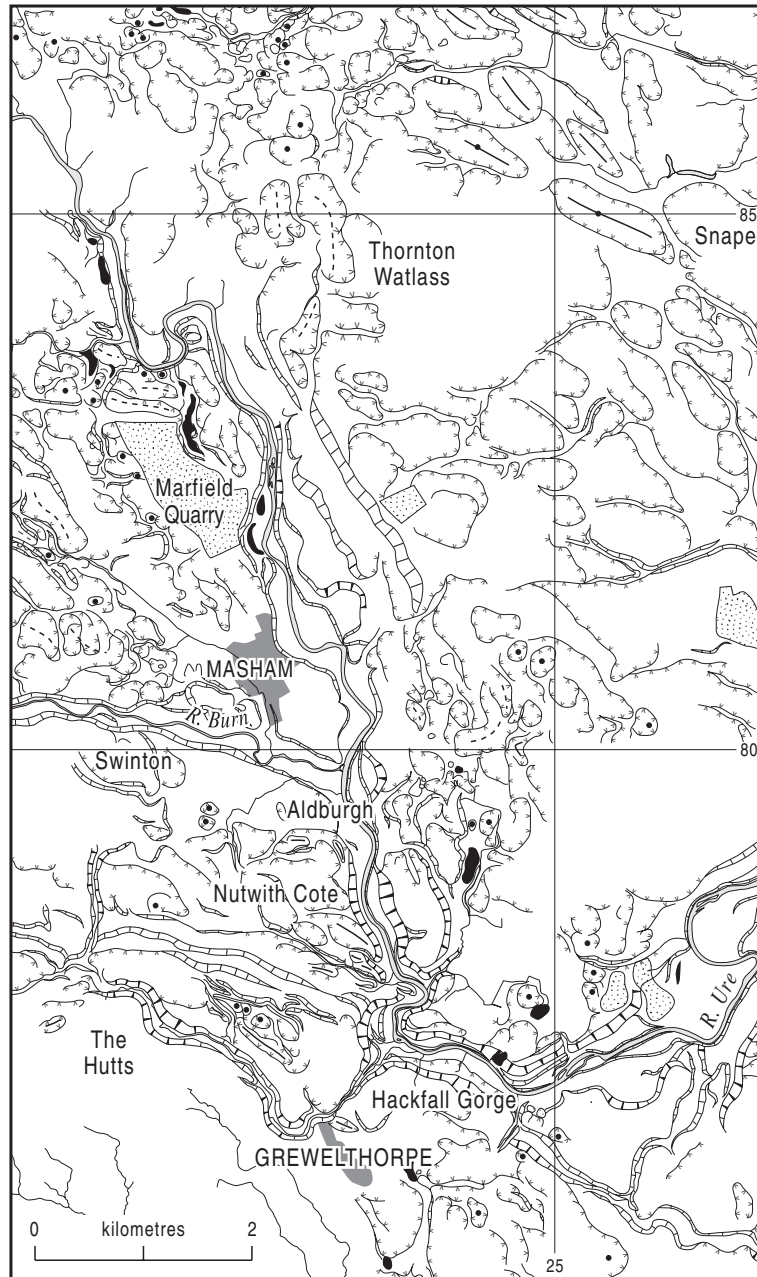 85
Snape
Thornton
Watlass
Marfield
Quarry
MASHAM
R. Burn
80
Swinton
Aldburgh
Nutwith Cote
R. Ure
The
Hutts
Hackfall Gorge
GREWELTHORPE
0 kilometres 2
25